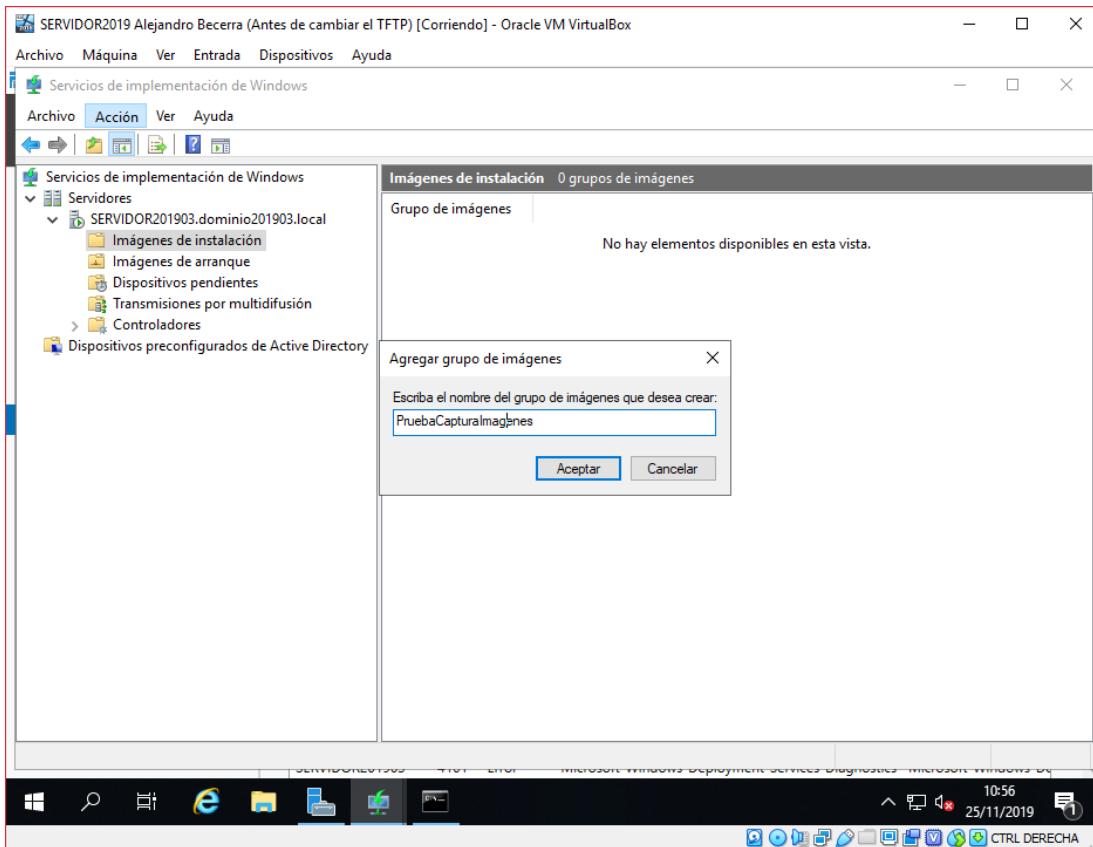 SERVIDOR2019 Alejandro Becerra (Antes de cambiar el TFTP) [Corriendo] - Oracle VM VirtualBox
Archivo Máquina Ver Entrada Dispositivos Ayuda
Servicios de implementación de Windows
Archivo Acción Ver Ayuda
Servicios de implementación de Windows
Servidores
SERVIDOR201903.dominio201903.local
Imágenes de instalación
Imágenes de arranque
Dispositivos pendientes
Transmisiones por multidifusión
Controladores
Dispositivos preconfigurados de Active Directory
Imágenes de instalación 0 grupos de imágenes
Grupo de imágenes
No hay elementos disponibles en esta vista.
Agregar grupo de imágenes
Escriba el nombre del grupo de imágenes que desea crear:
PruebaCapturaImagenes
Aceptar Cancelar
10:56
25/11/2019
CTRL DERECHA